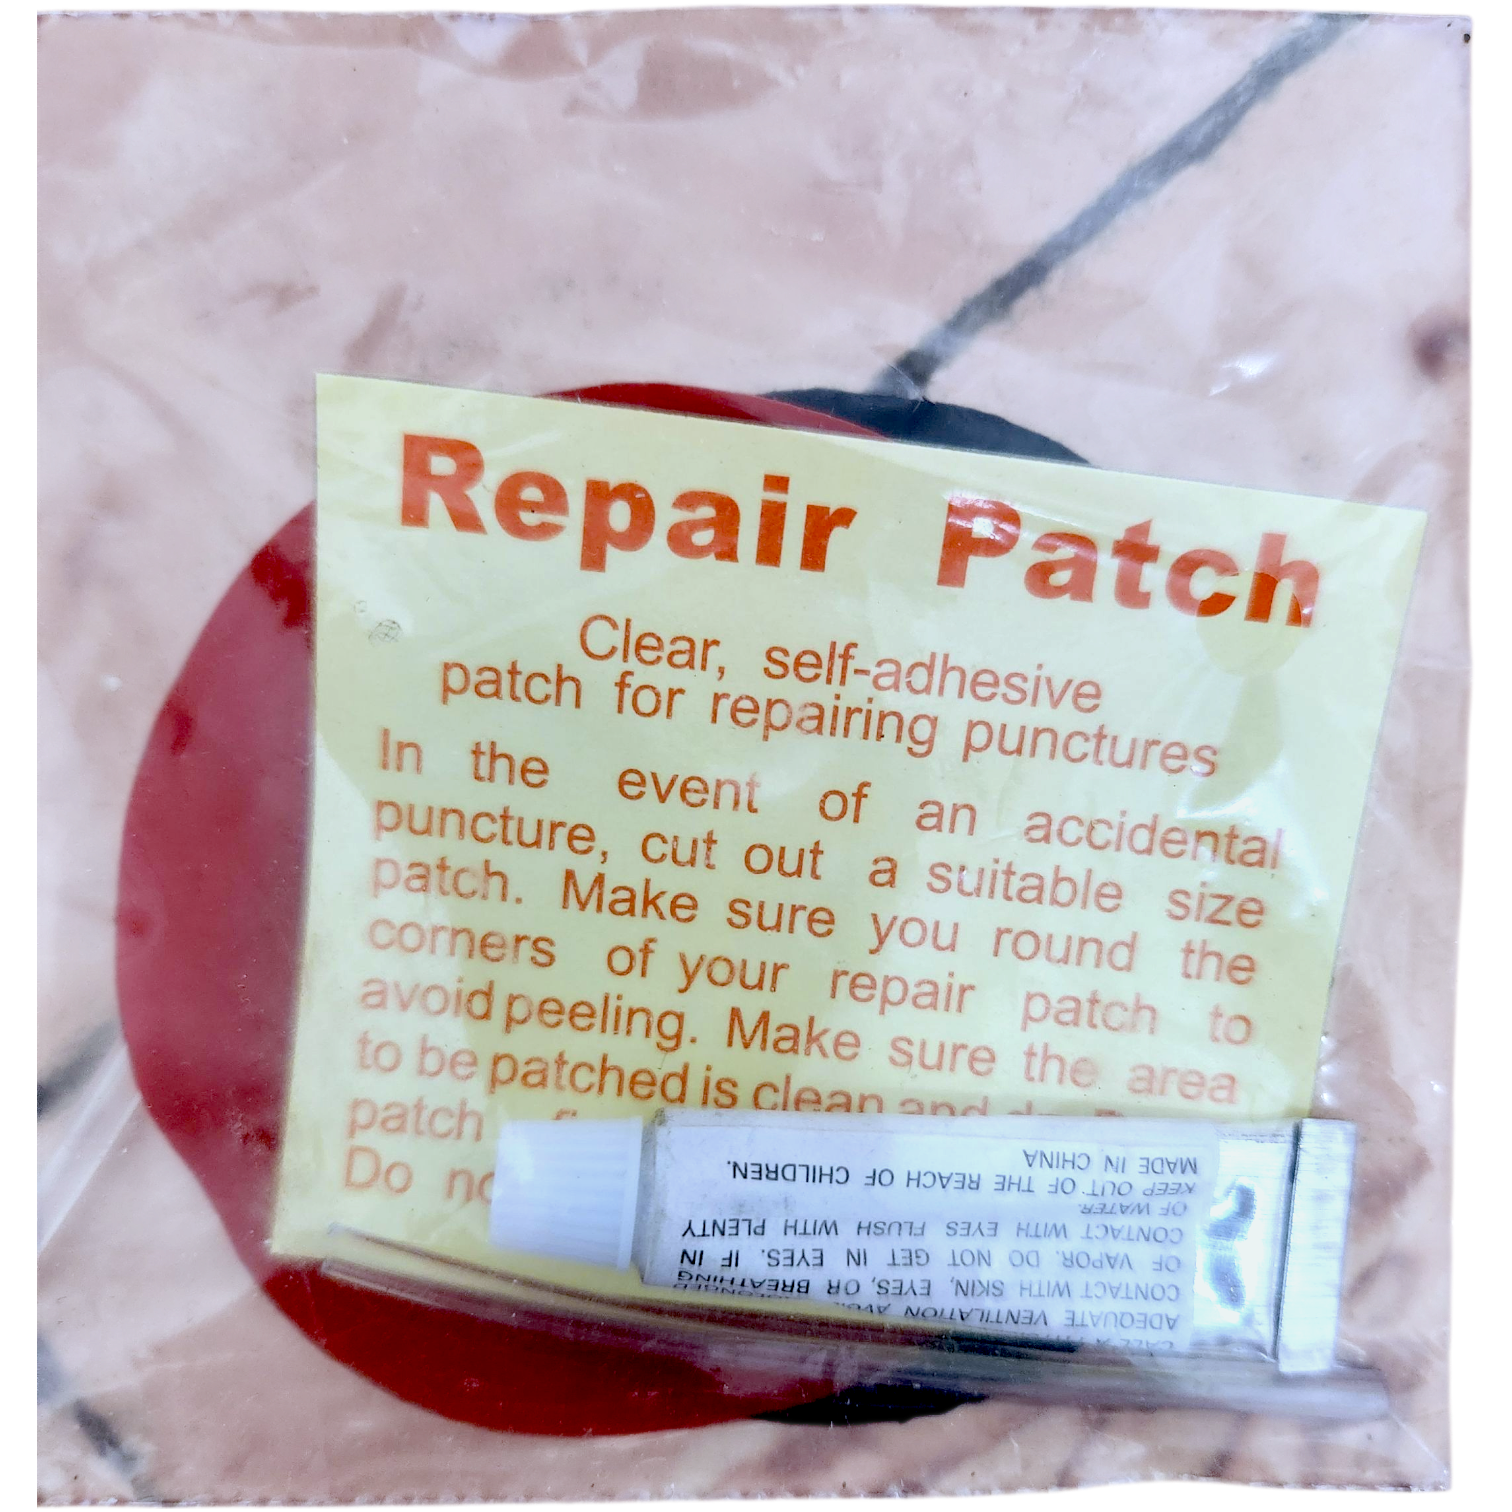 Repair Patch
Clear, self-adhesive
patch for repairing punctures
In the event of an accidental
puncture, cut out a suitable size
patch. Make sure you round the
corners of your repair patch to
avoid peeling. Make sure the area
to be patched is clean and
patch
Do
ADEQUATE VENTILATION
CONTACT WITH SKIN, EYES, OR BREATHING
OF VAPOR. DO NOT GET IN EYES. IF IN
CONTACT WITH EYES FLUSH WITH PLENTY
OF WATER.
KEEP OUT OF THE REACH OF CHILDREN.
MADE IN CHINA